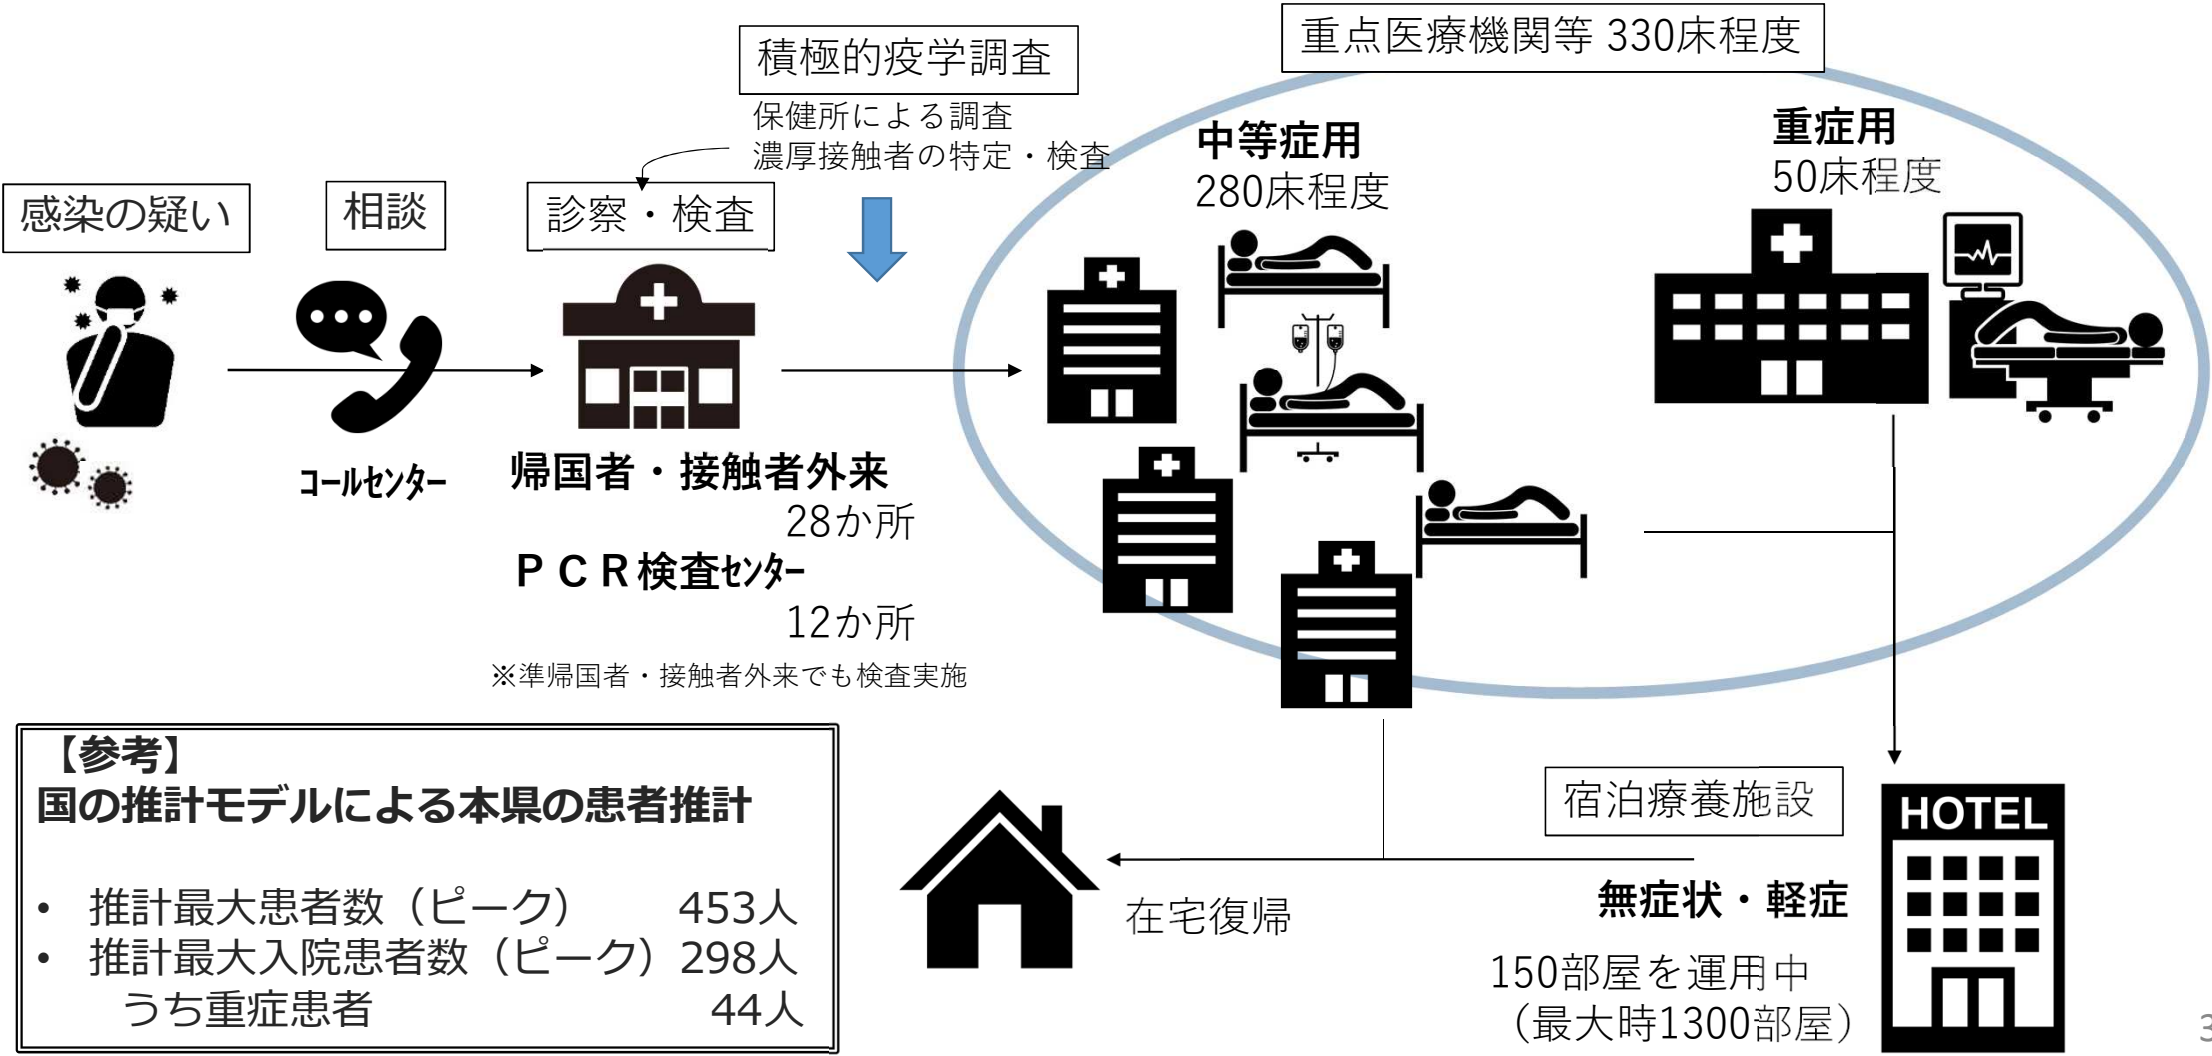 重点医療機関等 330床程度
積極的疫学調査
保健所による調査
濃厚接触者の特定・検査
中等症用
280床程度
重症用
50床程度
感染の疑い
相談
診察・検査
コールセンター
帰国者・接触者外来
28か所
ＰＣＲ検査センター
12か所
※準帰国者・接触者外来でも検査実施
【参考】
国の推計モデルによる本県の患者推計
• 推計最大患者数（ピーク） 453人
• 推計最大入院患者数（ピーク）298人
うち重症患者 44人
在宅復帰
宿泊療養施設
HOTEL
無症状・軽症
150部屋を運用中
（最大時1300部屋）
3